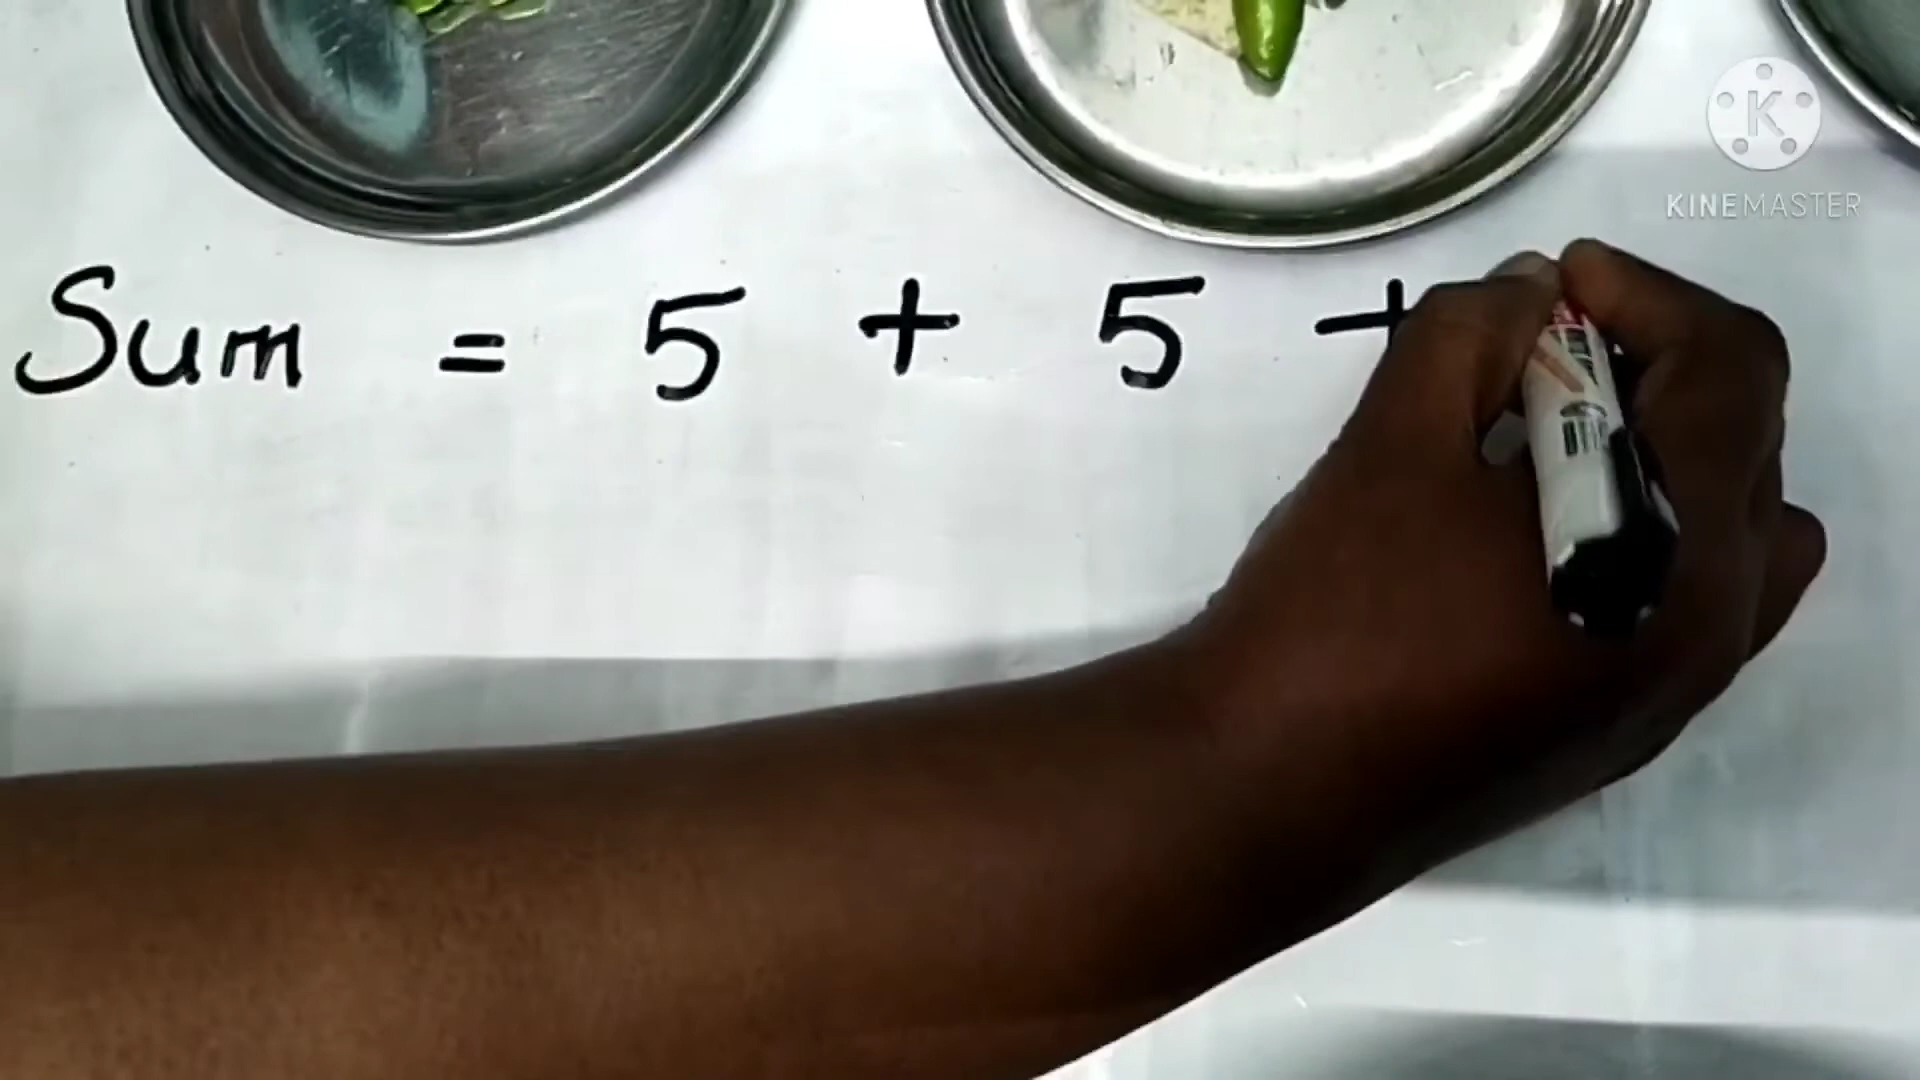 KINEMASTER
Sum = 5 + 5 +